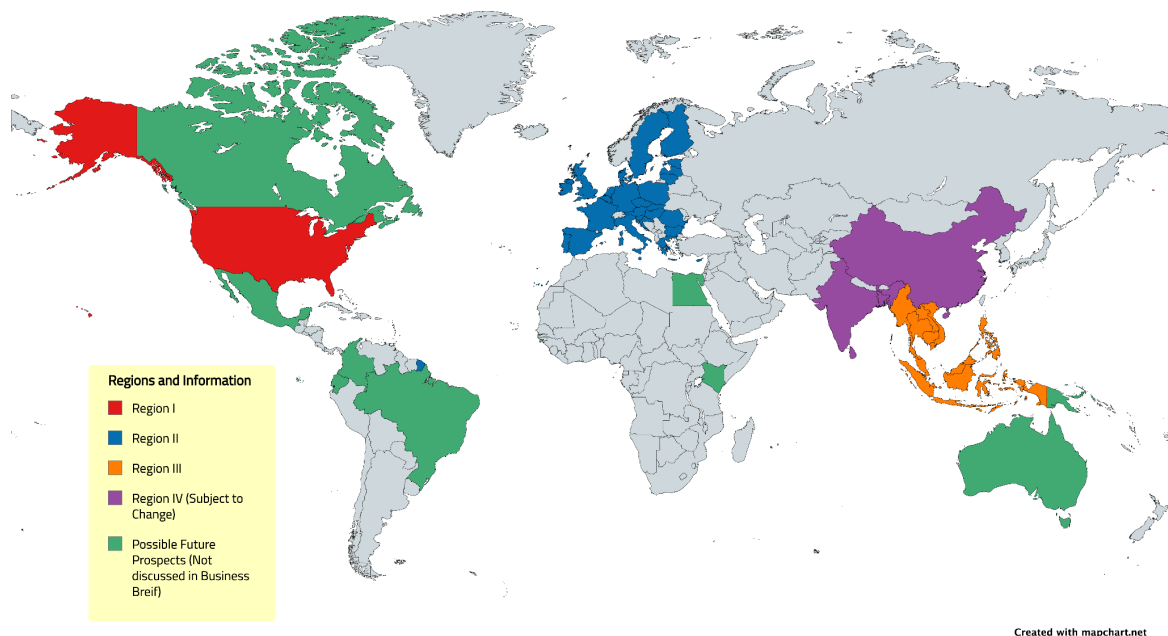 Regions and Information
Region I
Region II
Region III
Region IV (Subject to
Change)
Possible Future
Prospects (Not
discussed in Business
Breif)
Created with mapchart.net